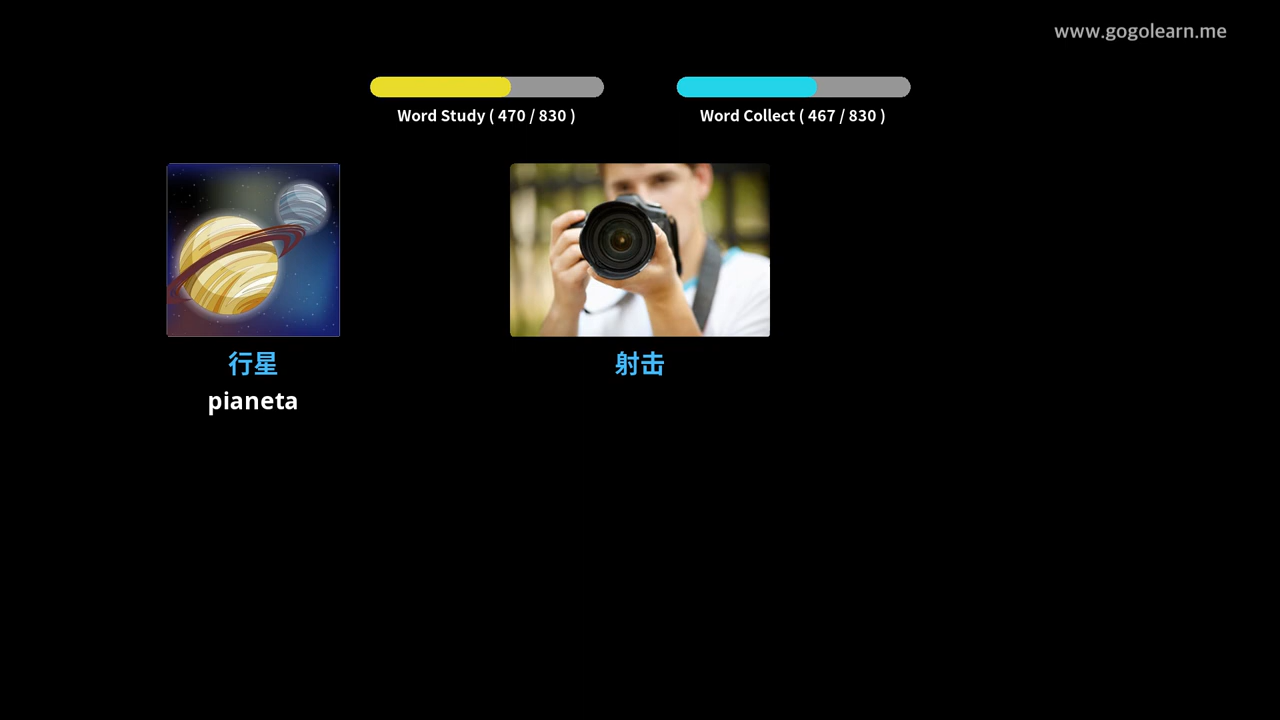 www.gogolearn.me
Word Study ( 470 / 830 )
Word Collect ( 467 / 830 )
行星
pianeta
射击